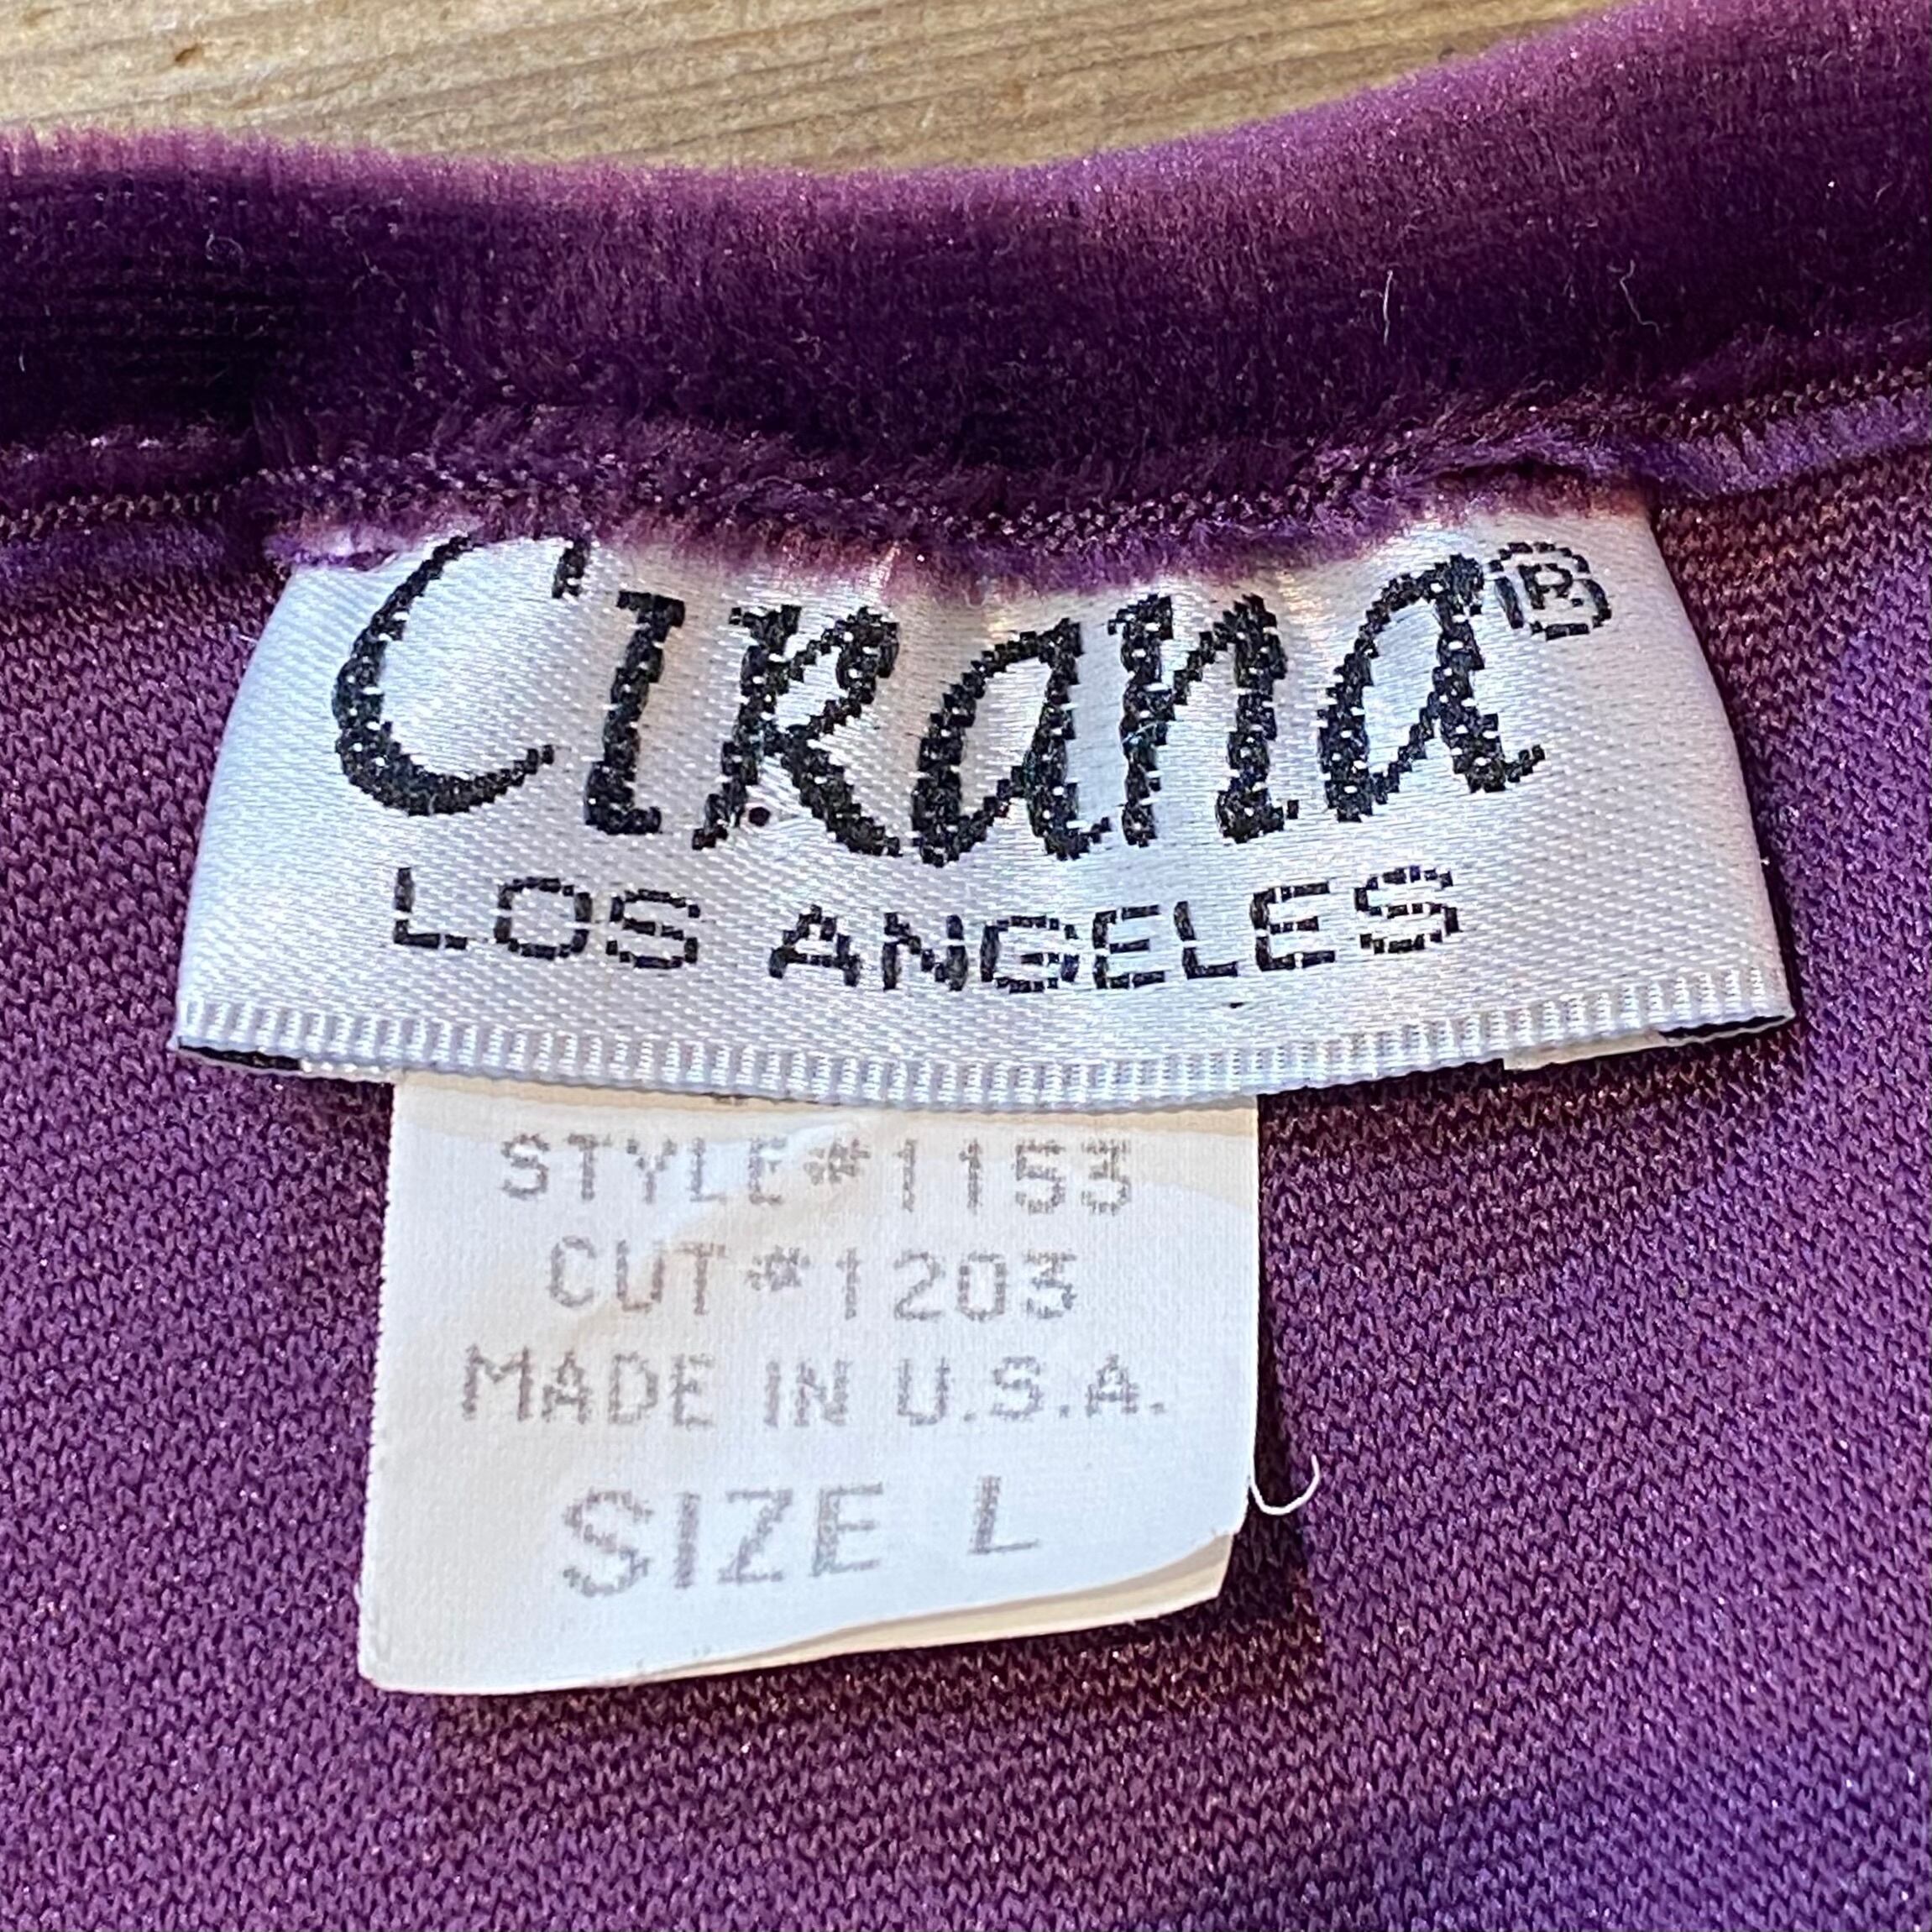 Cirana®
LOS ANGELES
STYLE#1153
CUT#1203
MADE IN U.S.A.
SIZE L